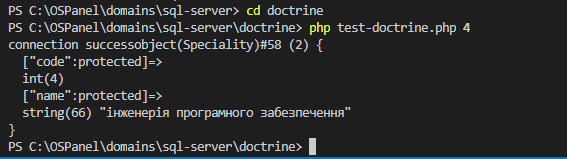 PS C:\OSPanel\domains\sql-server> cd doctrine
PS C:\OSPanel\domains\sql-server\doctrine> php test-doctrine.php 4
connection successobject(Speciality)#58 (2) {
  ["code":protected]=>
  int(4)
  ["name":protected]=>
  string(66) "інженерія програмного забезпечення"
}
PS C:\OSPanel\domains\sql-server\doctrine>